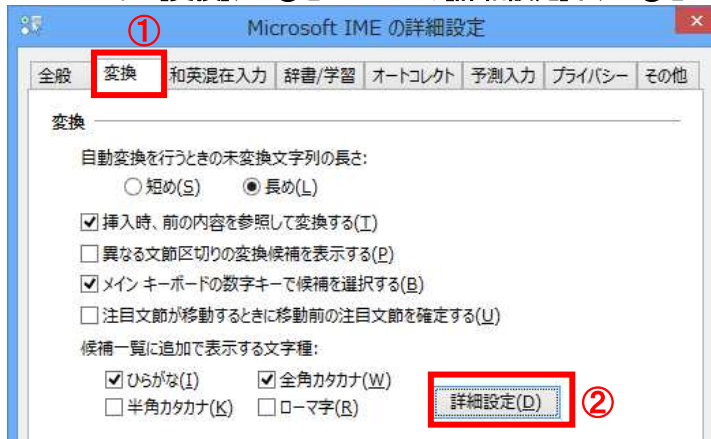 ①
Microsoft IME の詳細設定
全般 変換 和英混在入力 辞書/学習 オートコレクト 予測入力 プライバシー その他
変換
自動変換を行うときの未変換文字列の長さ:
短め(S) 長め(L)
挿入時、前の内容を参照して変換する(T)
異なる文節区切りの変換候補を表示する(P)
メイン キーボードの数字キーで候補を選択する(B)
注目文節が移動するときに移動前の注目文節を確定する(U)
候補一覧に追加で表示する文字種:
ひらがな(I) 全角カタカナ(W)
半角カタカナ(K) ローマ字(R)
詳細設定(D) ②